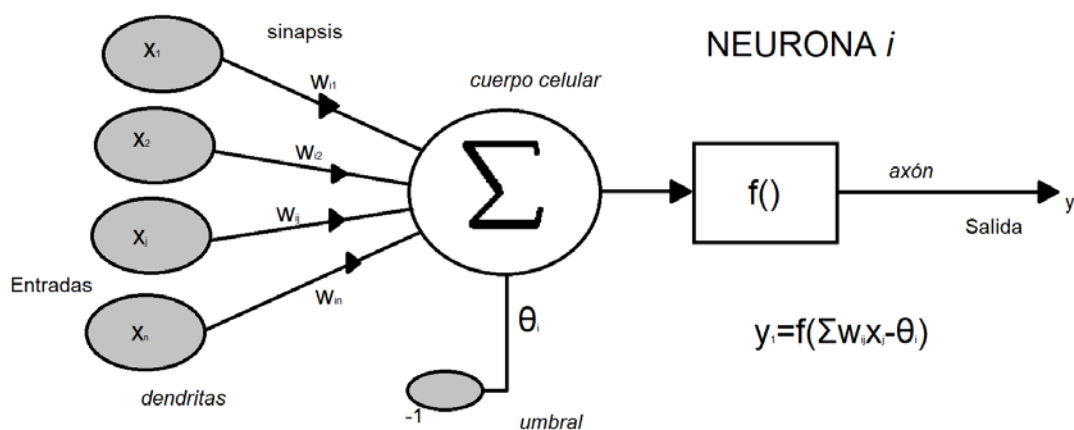 sinapsis
NEURONA i
x₁
wᵢ₁
cuerpo celular
x₂
wᵢ₂
Σ
f()
axón
y
Salida
xⱼ
wᵢⱼ
Entradas
xₙ
wᵢₙ
θᵢ
y₁=f(Σwᵢⱼxⱼ-θᵢ)
dendritas
-1
umbral